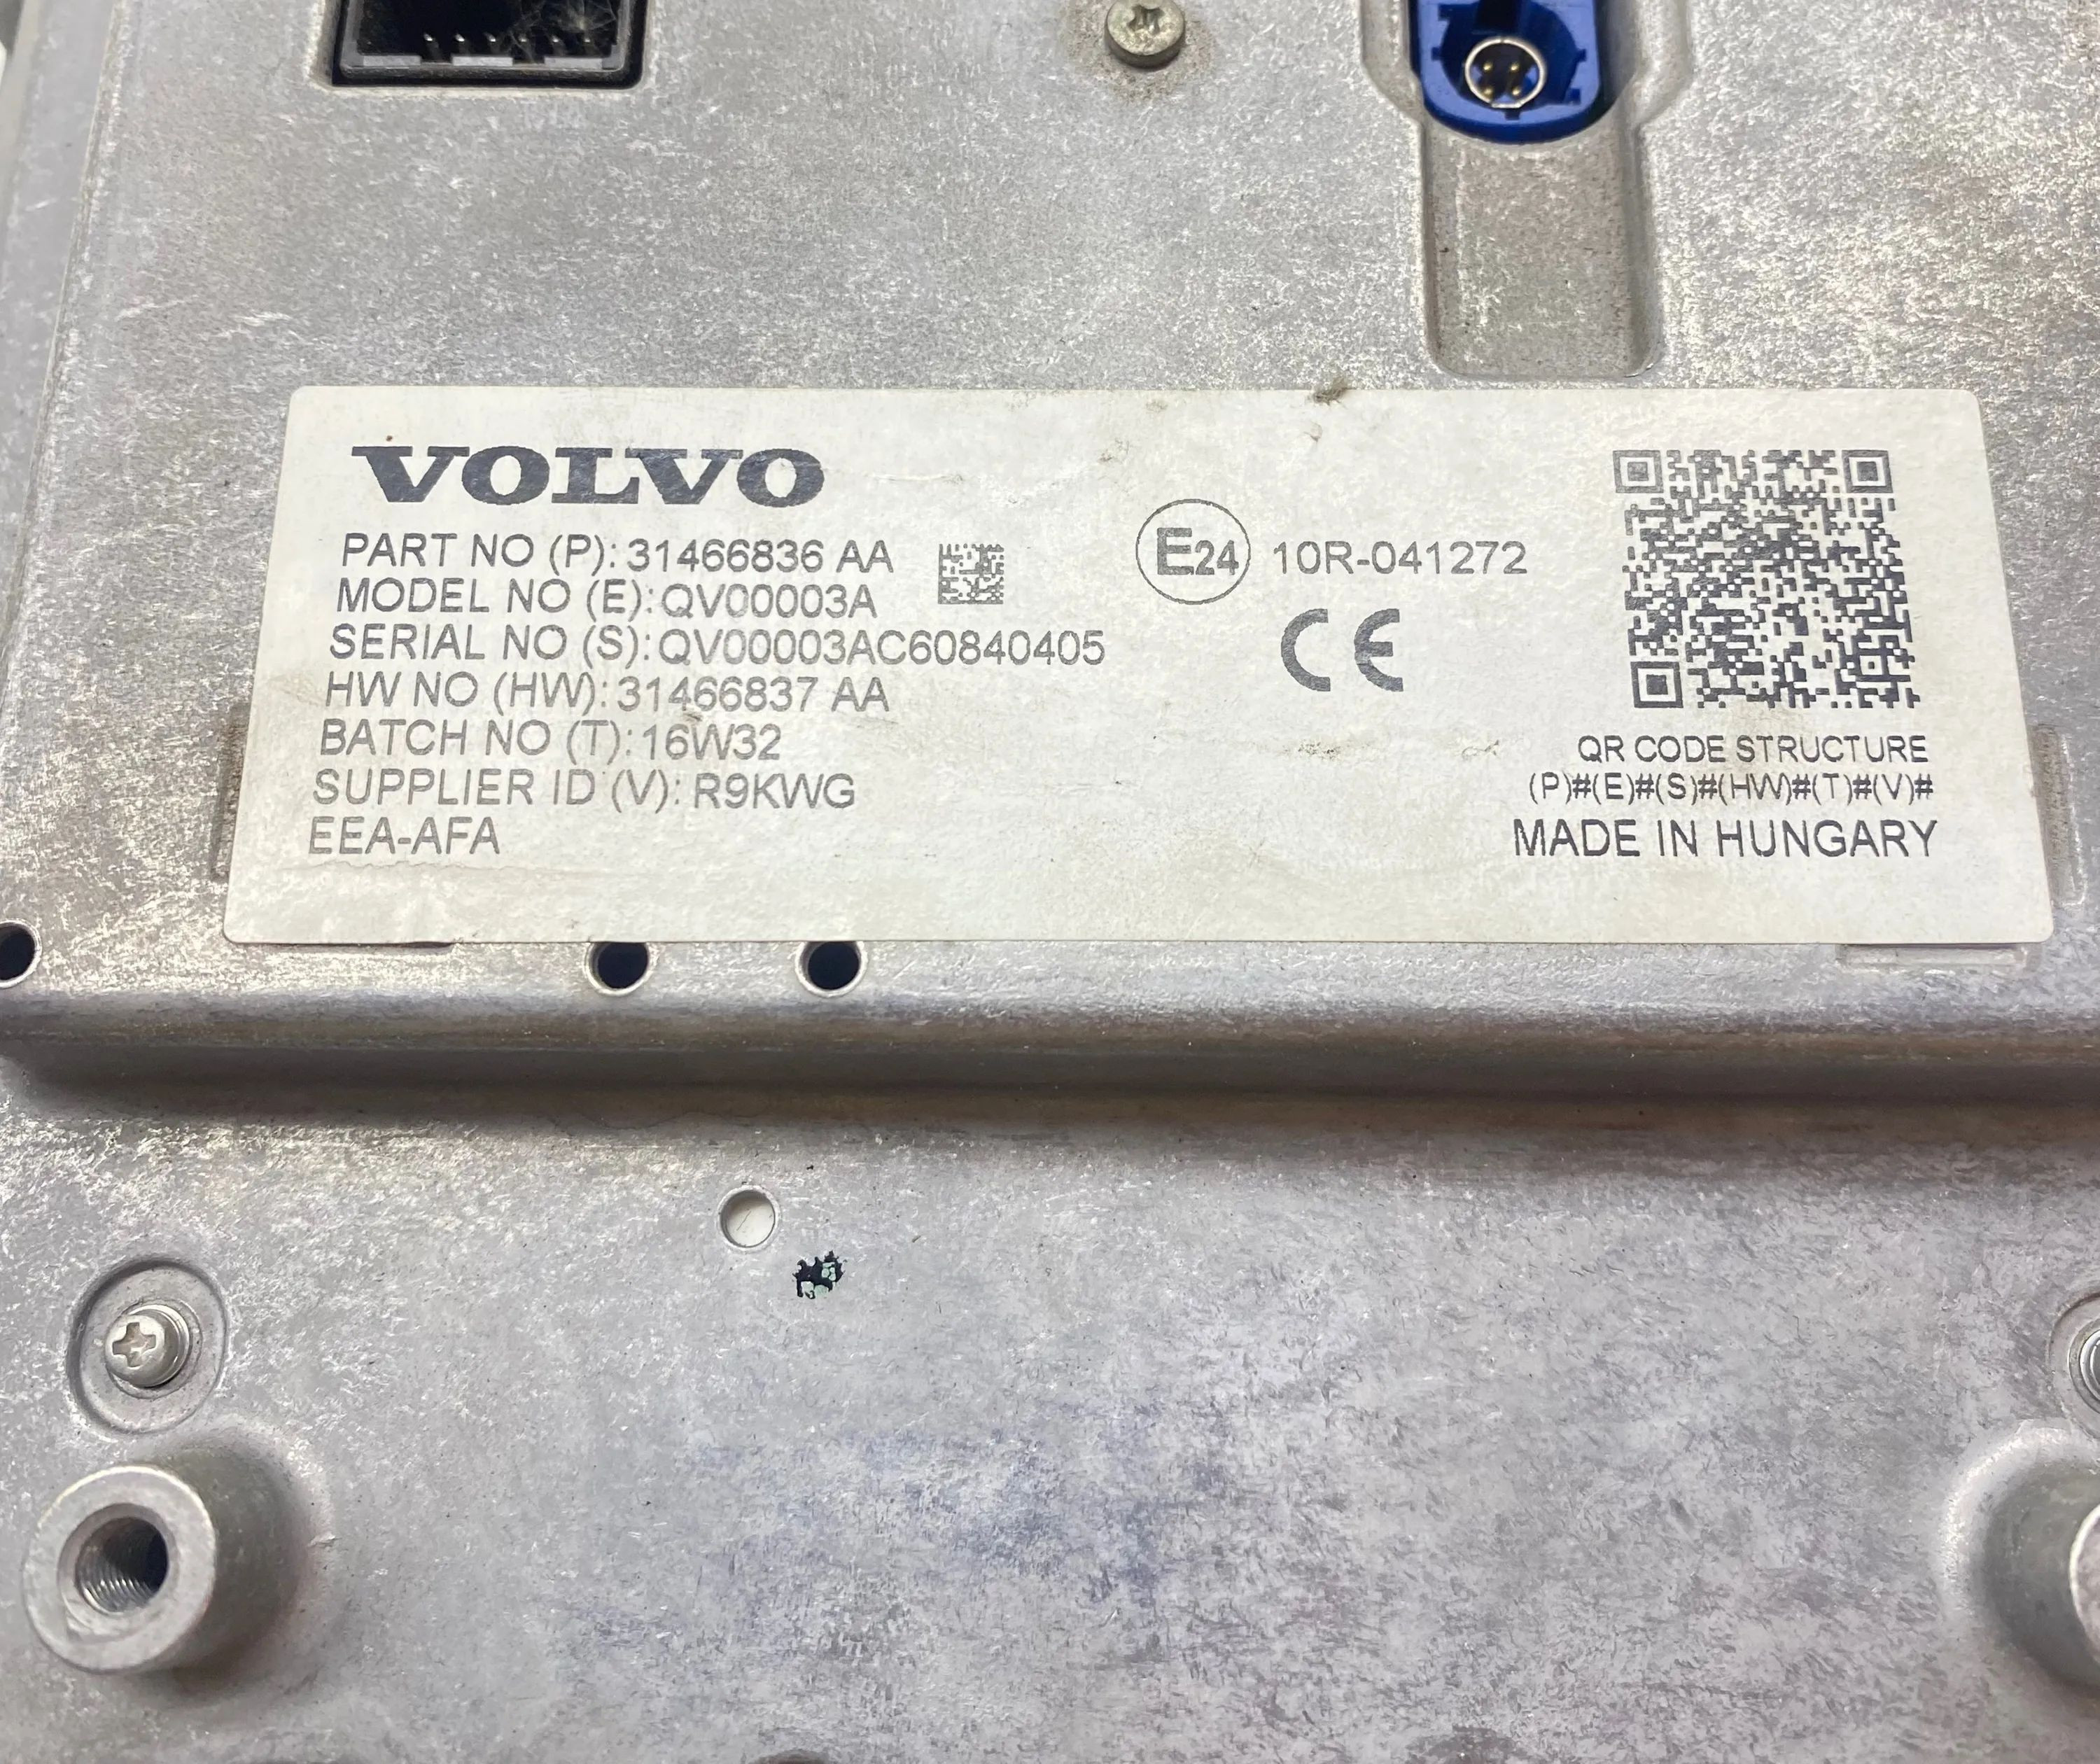 VOLVO
PART NO (P): 31466836 AA
MODEL NO (E): QV00003A
SERIAL NO (S): QV00003AC60840405
HW NO (HW): 31466837 AA
BATCH NO (T): 16W32
SUPPLIER ID (V): R9KWG
EEA-AFA
E24 10R-041272
CE
QR CODE STRUCTURE
(P)#(E)#(S)#(HW)#(T)#(V)#
MADE IN HUNGARY